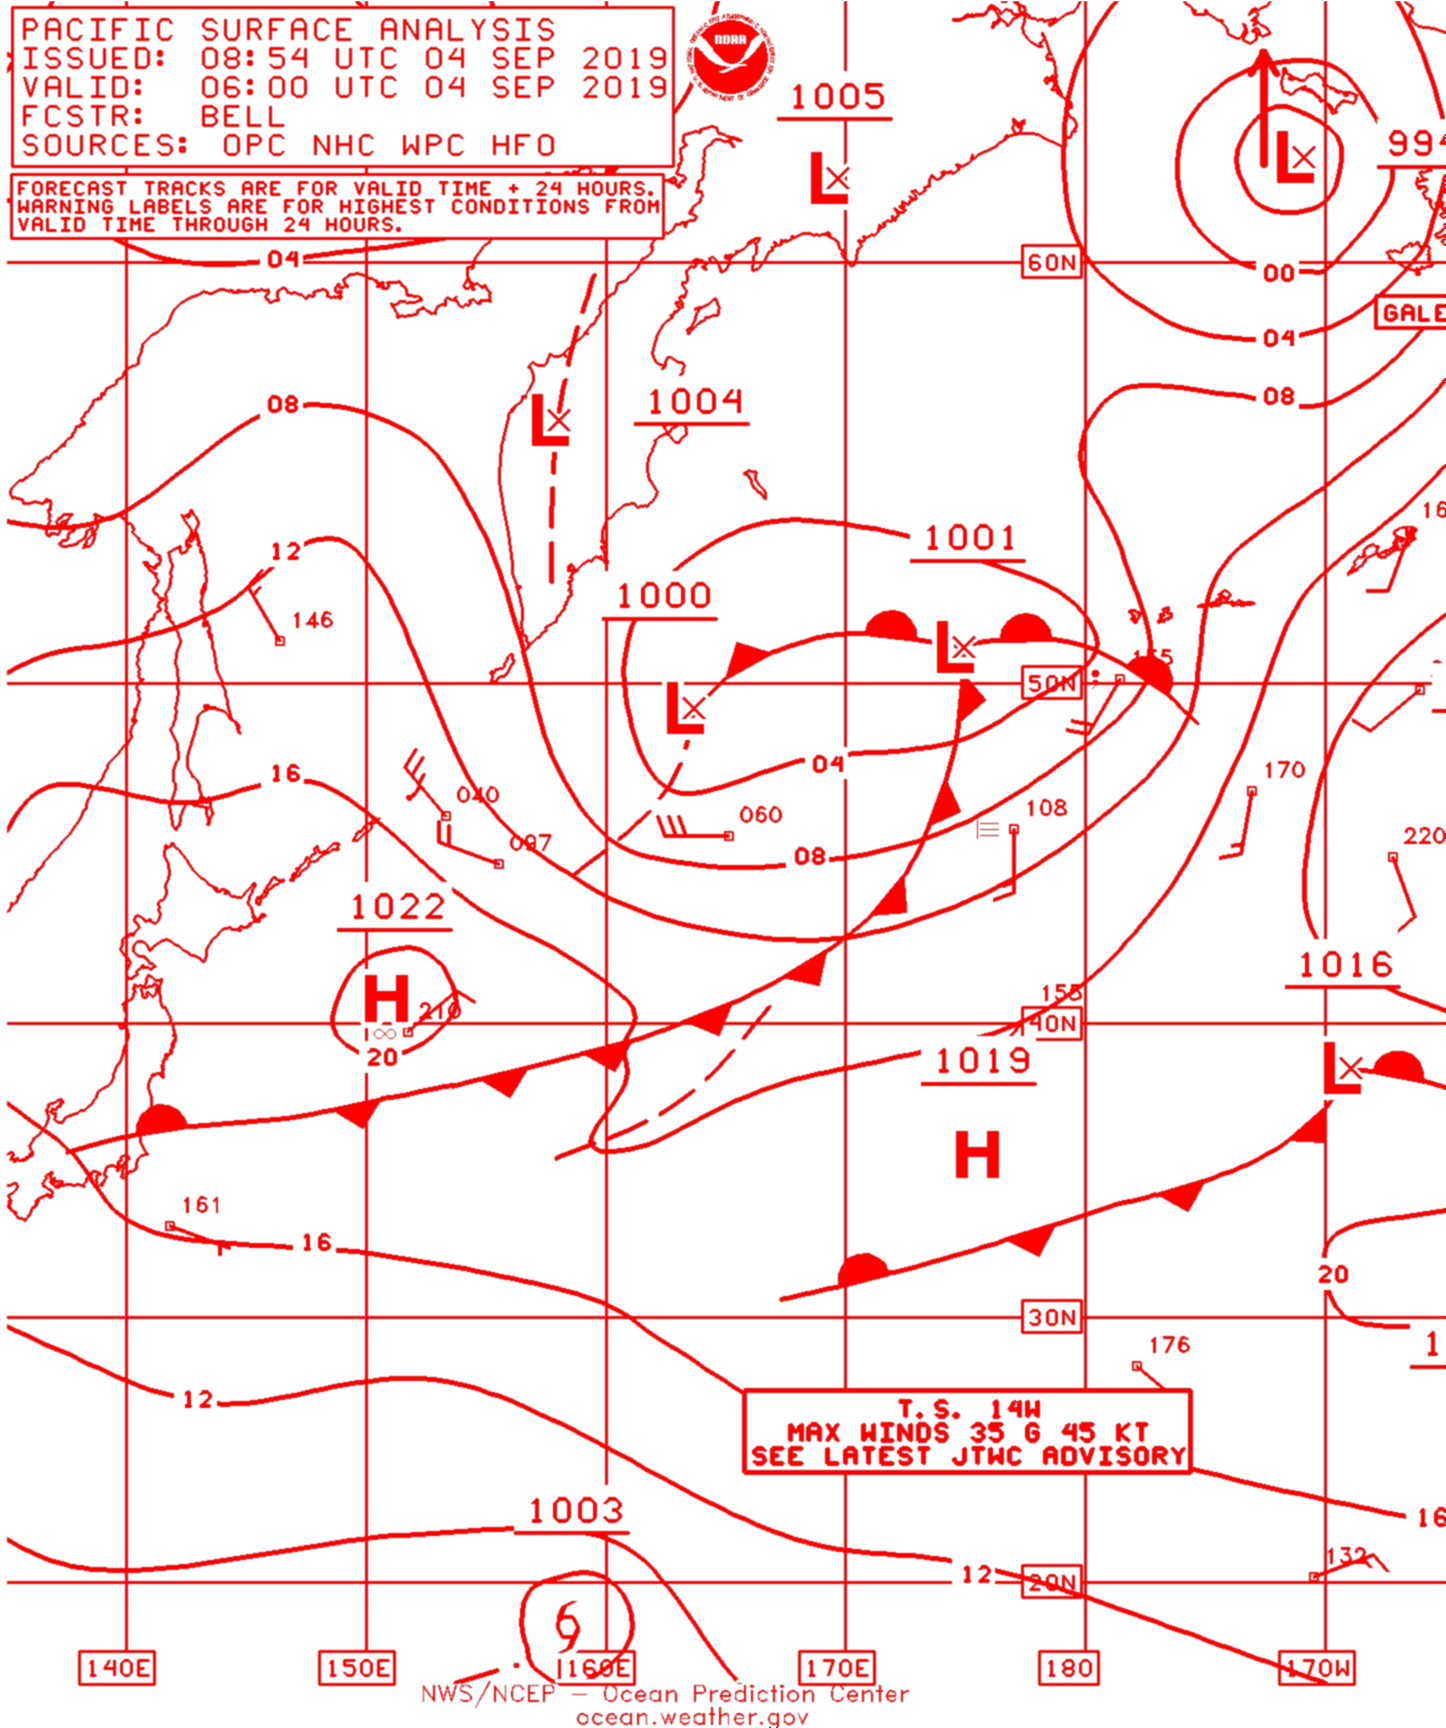 PACIFIC SURFACE ANALYSIS
ISSUED: 08:54 UTC 04 SEP 2019
VALID: 06:00 UTC 04 SEP 2019
FCSTR: BELL
SOURCES: OPC NHC WPC HFO
FORECAST TRACKS ARE FOR VALID TIME + 24 HOURS.
WARNING LABELS ARE FOR HIGHEST CONDITIONS FROM
VALID TIME THROUGH 24 HOURS.
NOAA
1005
L
L
994
04
60N
00
GALE
04
08
08
L
1004
16
12
1001
1000
146
L
155
50N
L
04
16
170
040
060
108
097
08
220
1022
1016
H
210
155
40N
20
1019
L
H
161
16
20
30N
176
1
12
T.S. 14W
MAX WINDS 35 G 45 KT
SEE LATEST JTWC ADVISORY
1003
16
132
12
20N
140E
150E
160E
170E
180
170W
NWS/NCEP – Ocean Prediction Center
ocean.weather.gov